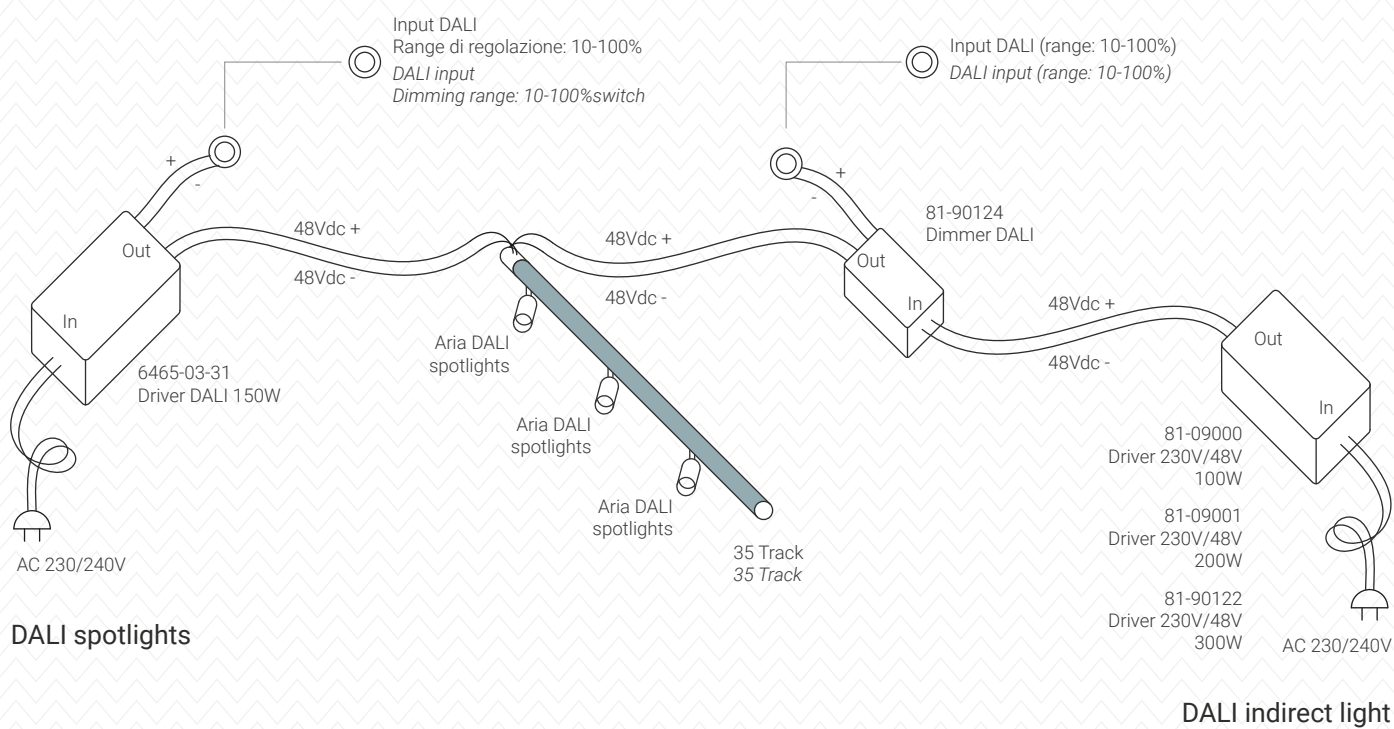 Input DALI
Range di regolazione: 10-100%
DALI input
Dimming range: 10-100%switch
Input DALI (range: 10-100%)
DALI input (range: 10-100%)
+
-
Out
In
48Vdc +
48Vdc -
6465-03-31
Driver DALI 150W
AC 230/240V
DALI spotlights
Aria DALI
spotlights
Aria DALI
spotlights
Aria DALI
spotlights
35 Track
35 Track
48Vdc +
48Vdc -
+
-
81-90124
Dimmer DALI
Out
In
48Vdc +
48Vdc -
Out
In
81-09000
Driver 230V/48V
100W
81-09001
Driver 230V/48V
200W
81-90122
Driver 230V/48V
300W
AC 230/240V
DALI indirect light